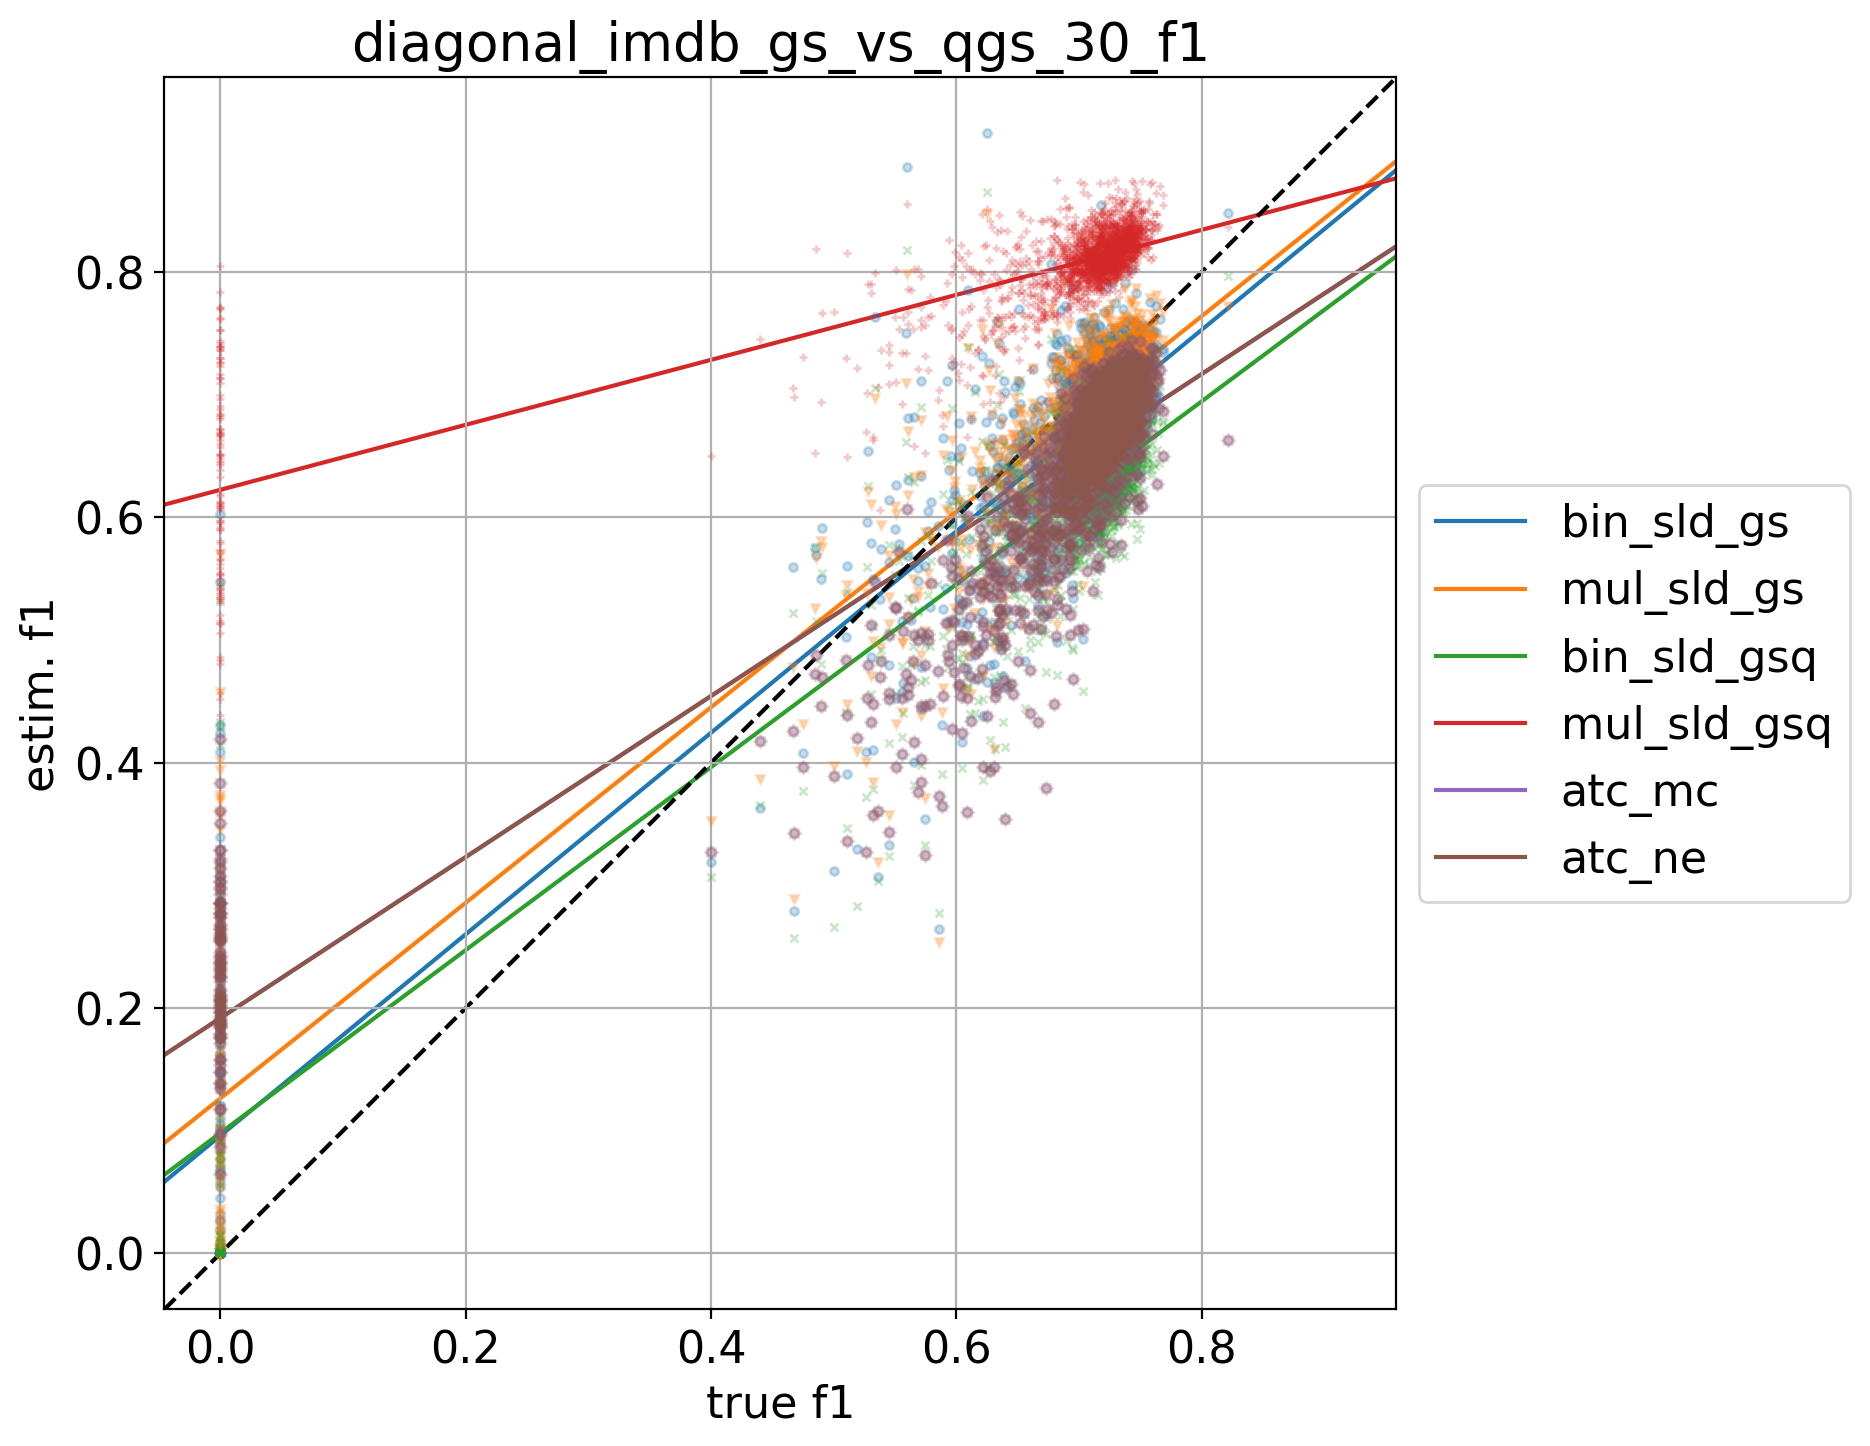 diagonal_imdb_gs_vs_qgs_30_f1
0.8
0.6
0.4
0.2
0.0
estim. f1
0.0 0.2 0.4 0.6 0.8
true f1
bin_sld_gs
mul_sld_gs
bin_sld_gsq
mul_sld_gsq
atc_mc
atc_ne